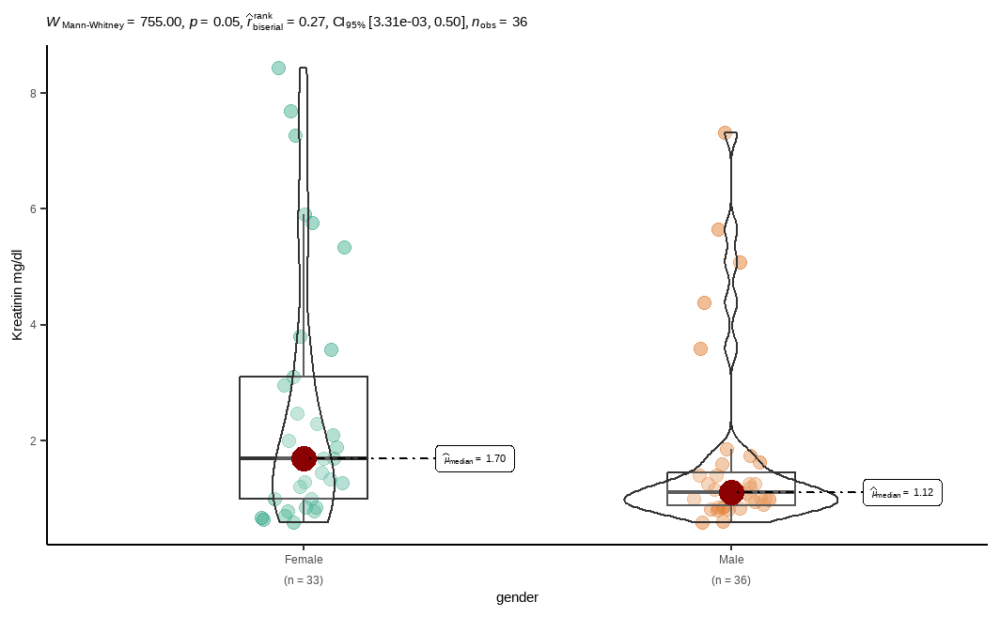 W Mann-Whitney = 755.00, p = 0.05, r̂ rank biserial = 0.27, CI95% [3.31e-03, 0.50], nobs = 36
8
6
4
2
Kreatinin mg/dl
μ̂median = 1.70
μ̂median = 1.12
Female
(n = 33)
Male
(n = 36)
gender